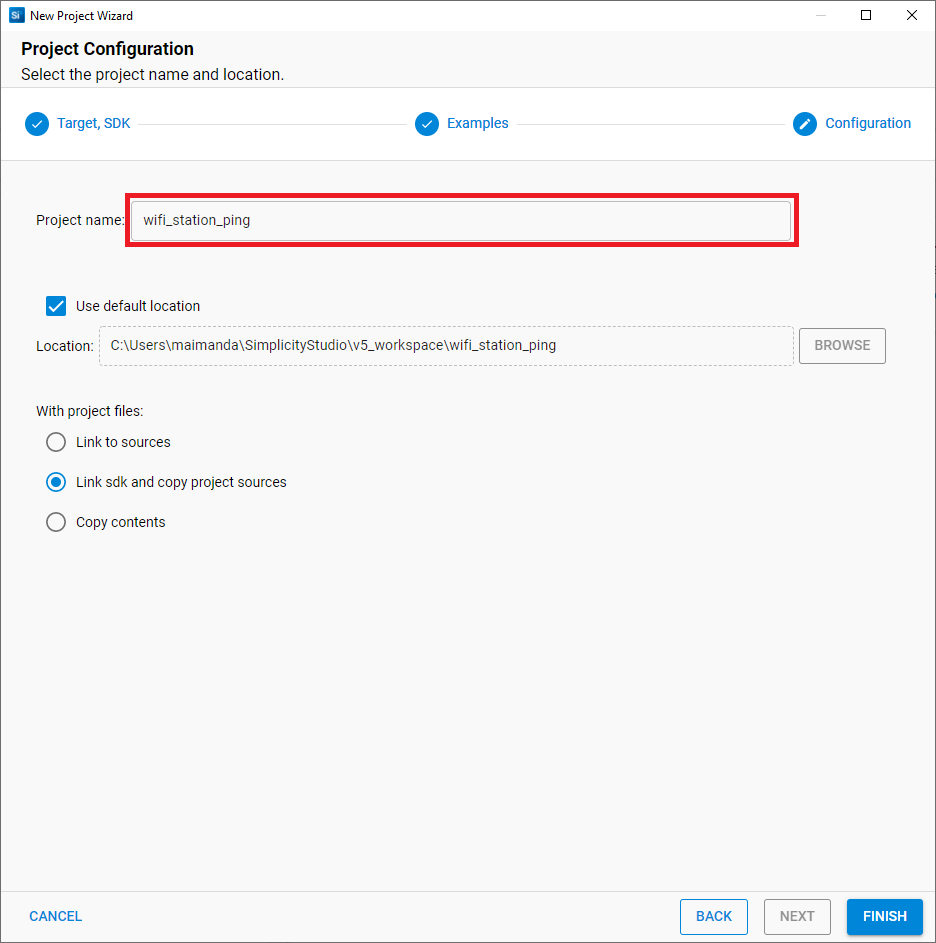 Si New Project Wizard
Project Configuration
Select the project name and location.
Target, SDK
Examples
Configuration
Project name: wifi_station_ping
Use default location
Location: C:\Users\maimanda\SimplicityStudio\v5_workspace\wifi_station_ping BROWSE
With project files:
Link to sources
Link sdk and copy project sources
Copy contents
CANCEL BACK NEXT FINISH